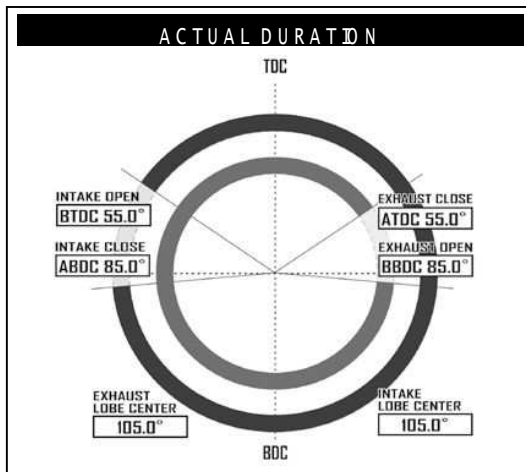 ACTUAL DURATION
TDC
INTAKE OPEN
BTDC 55.0°
INTAKE CLOSE
ABDC 85.0°
EXHAUST CLOSE
ATDC 55.0°
EXHAUST OPEN
BBDC 85.0°
EXHAUST
LOBE CENTER
105.0°
INTAKE
LOBE CENTER
105.0°
BDC